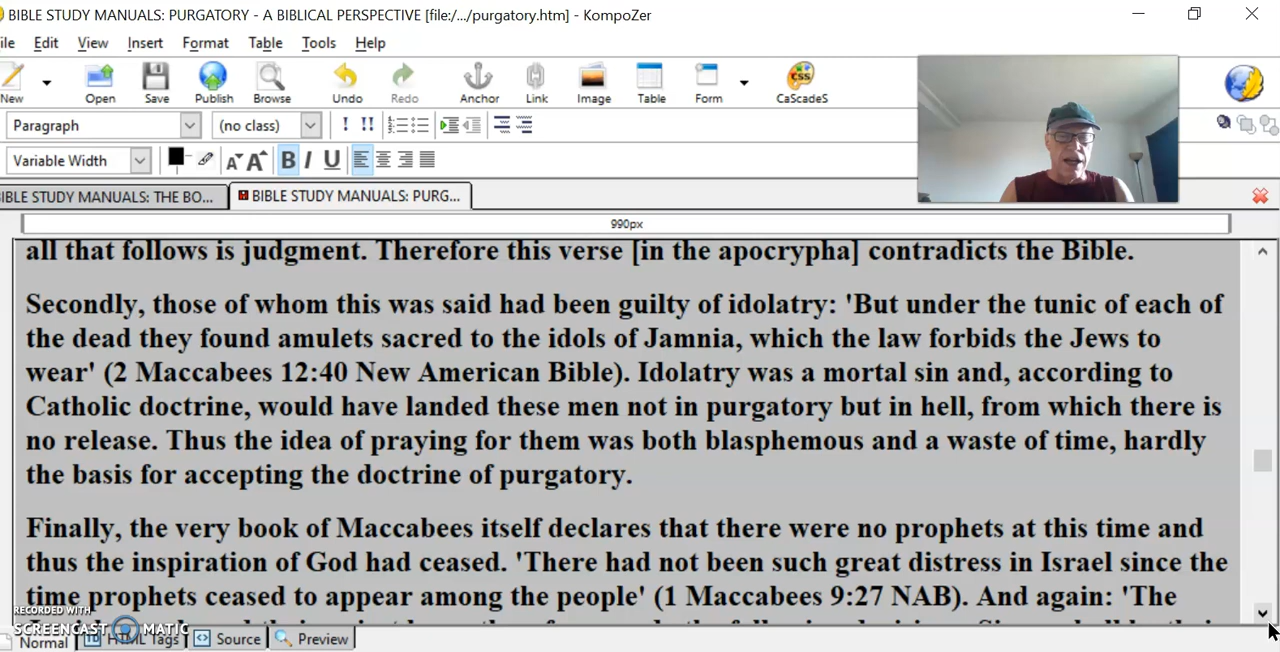 BIBLE STUDY MANUALS: PURGATORY - A BIBLICAL PERSPECTIVE [file:/.../purgatory.htm] - KompoZer
ile Edit View Insert Format Table Tools Help
New Open Save Publish Browse Undo Redo Anchor Link Image Table Form CaScadeS
Paragraph (no class) ! !!
Variable Width A A B I U
IBLE STUDY MANUALS: THE BO... BIBLE STUDY MANUALS: PURG...
990px
all that follows is judgment. Therefore this verse [in the apocrypha] contradicts the Bible.
Secondly, those of whom this was said had been guilty of idolatry: 'But under the tunic of each of
the dead they found amulets sacred to the idols of Jamnia, which the law forbids the Jews to
wear' (2 Maccabees 12:40 New American Bible). Idolatry was a mortal sin and, according to
Catholic doctrine, would have landed these men not in purgatory but in hell, from which there is
no release. Thus the idea of praying for them was both blasphemous and a waste of time, hardly
the basis for accepting the doctrine of purgatory.
Finally, the very book of Maccabees itself declares that there were no prophets at this time and
thus the inspiration of God had ceased. 'There had not been such great distress in Israel since the
time prophets ceased to appear among the people' (1 Maccabees 9:27 NAB). And again: 'The
RECORDED WITH
SCREENCAST MATIC
Normal HTML Tags Source Preview